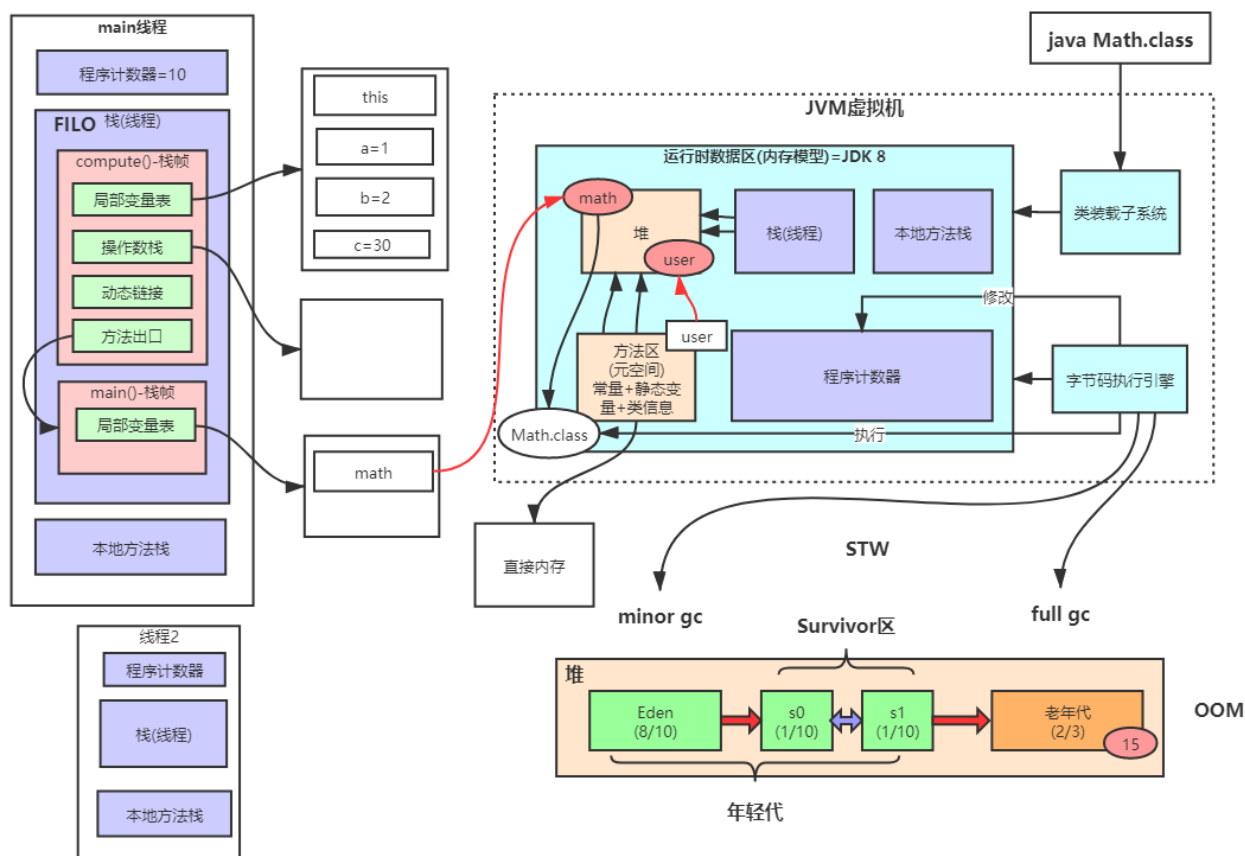 main线程
程序计数器=10
FILO
栈(线程)
compute()-栈帧
局部变量表
操作数栈
动态链接
方法出口
main()-栈帧
局部变量表
本地方法栈
this
a=1
b=2
c=30
math
线程2
程序计数器
栈(线程)
本地方法栈
java Math.class
JVM虚拟机
运行时数据区(内存模型)=JDK 8
math
堆
user
栈(线程)
本地方法栈
类装载子系统
修改
user
方法区
(元空间)
常量+静态变
量+类信息
程序计数器
字节码执行引擎
Math.class
执行
直接内存
STW
minor gc
full gc
Survivor区
堆
Eden
(8/10)
s0
(1/10)
s1
(1/10)
老年代
(2/3)
15
OOM
年轻代